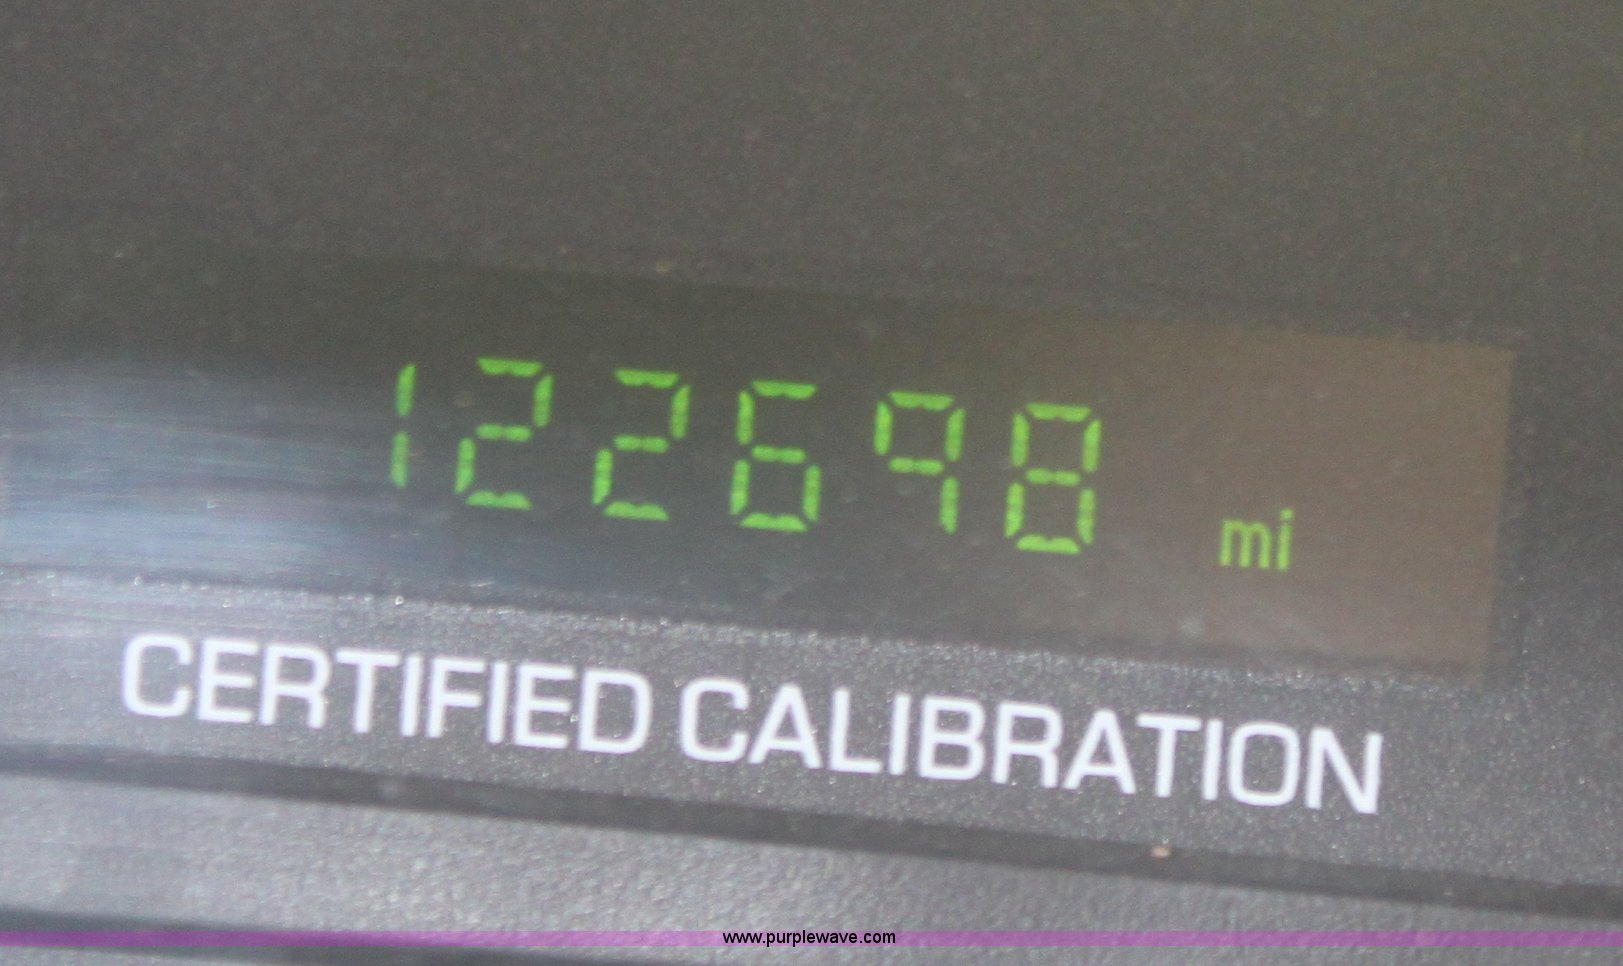 122698 mi
CERTIFIED CALIBRATION
www.purplewave.com